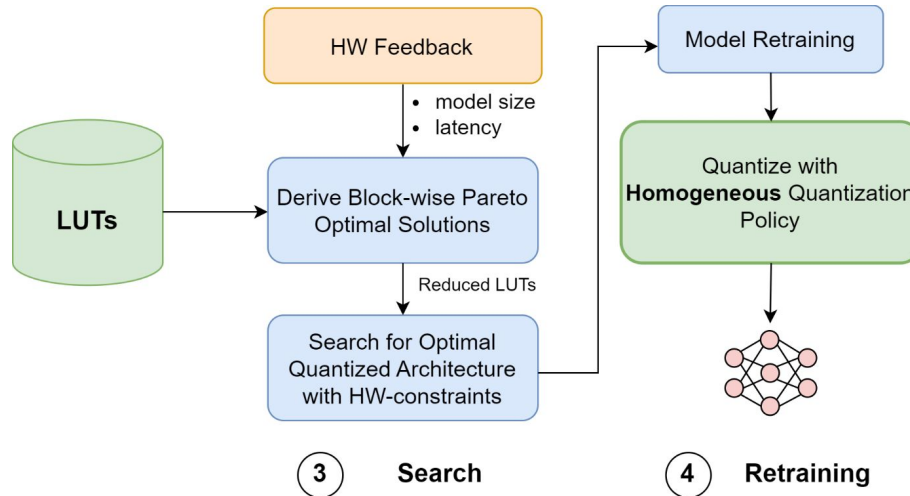 HW Feedback
• model size
• latency
LUTs
Derive Block-wise Pareto
Optimal Solutions
Reduced LUTs
Search for Optimal
Quantized Architecture
with HW-constraints
3 Search
Model Retraining
Quantize with
Homogeneous Quantization
Policy
4 Retraining